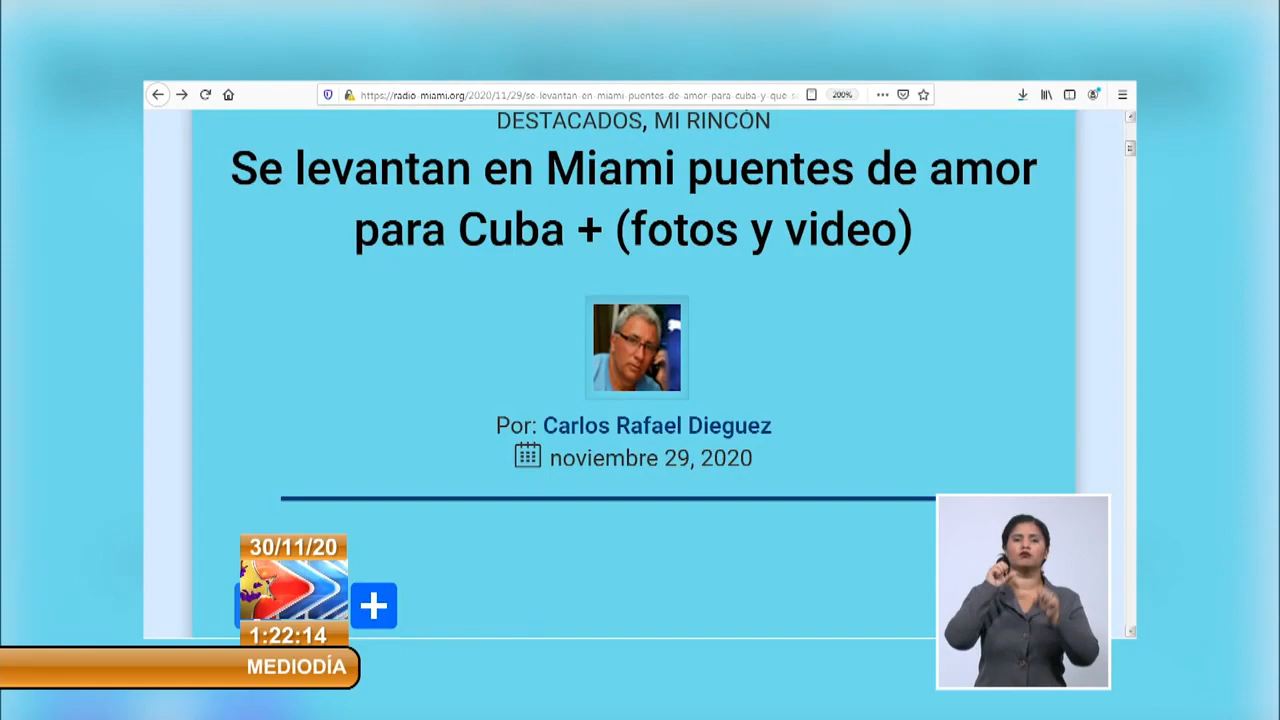 https://radio-miami.org/2020/11/29/se-levantan-en-miami-puentes-de-amor-para-cuba-y-que-s
200%
DESTACADOS, MI RINCÓN
Se levantan en Miami puentes de amor
para Cuba + (fotos y video)
Por: Carlos Rafael Dieguez
noviembre 29, 2020
30/11/20
1:22:14
MEDIODÍA